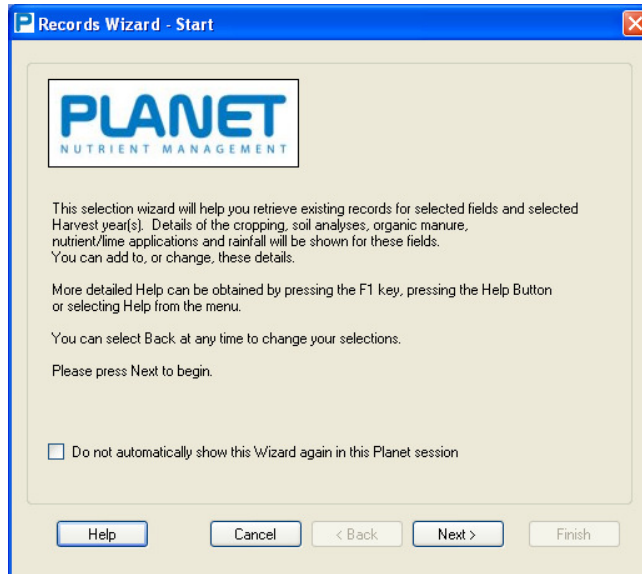 P Records Wizard - Start
PLANET
NUTRIENT MANAGEMENT
This selection wizard will help you retrieve existing records for selected fields and selected
Harvest year(s). Details of the cropping, soil analyses, organic manure,
nutrient/lime applications and rainfall will be shown for these fields.
You can add to, or change, these details.
More detailed Help can be obtained by pressing the F1 key, pressing the Help Button
or selecting Help from the menu.
You can select Back at any time to change your selections.
Please press Next to begin.
Do not automatically show this Wizard again in this Planet session
Help Cancel < Back Next > Finish